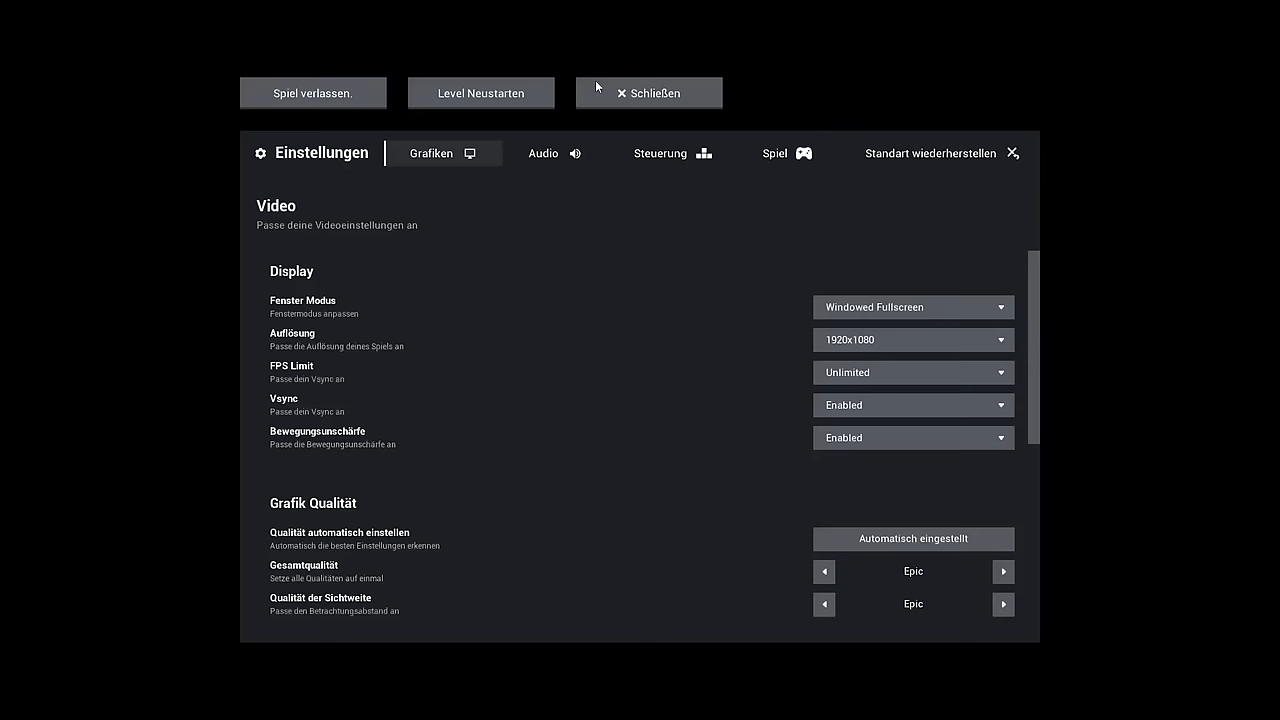 Spiel verlassen.
Level Neustarten
Schließen
Einstellungen
Grafiken
Audio
Steuerung
Spiel
Standart wiederherstellen
Video
Passe deine Videoeinstellungen an
Display
Fenster Modus
Fenstermodus anpassen
Windowed Fullscreen
Auflösung
Passe die Auflösung deines Spiels an
1920x1080
FPS Limit
Passe dein Vsync an
Unlimited
Vsync
Passe dein Vsync an
Enabled
Bewegungsunschärfe
Passe die Bewegungsunschärfe an
Enabled
Grafik Qualität
Qualität automatisch einstellen
Automatisch die besten Einstellungen erkennen
Automatisch eingestellt
Gesamtqualität
Setze alle Qualitäten auf einmal
Epic
Qualität der Sichtweite
Passe den Betrachtungsabstand an
Epic